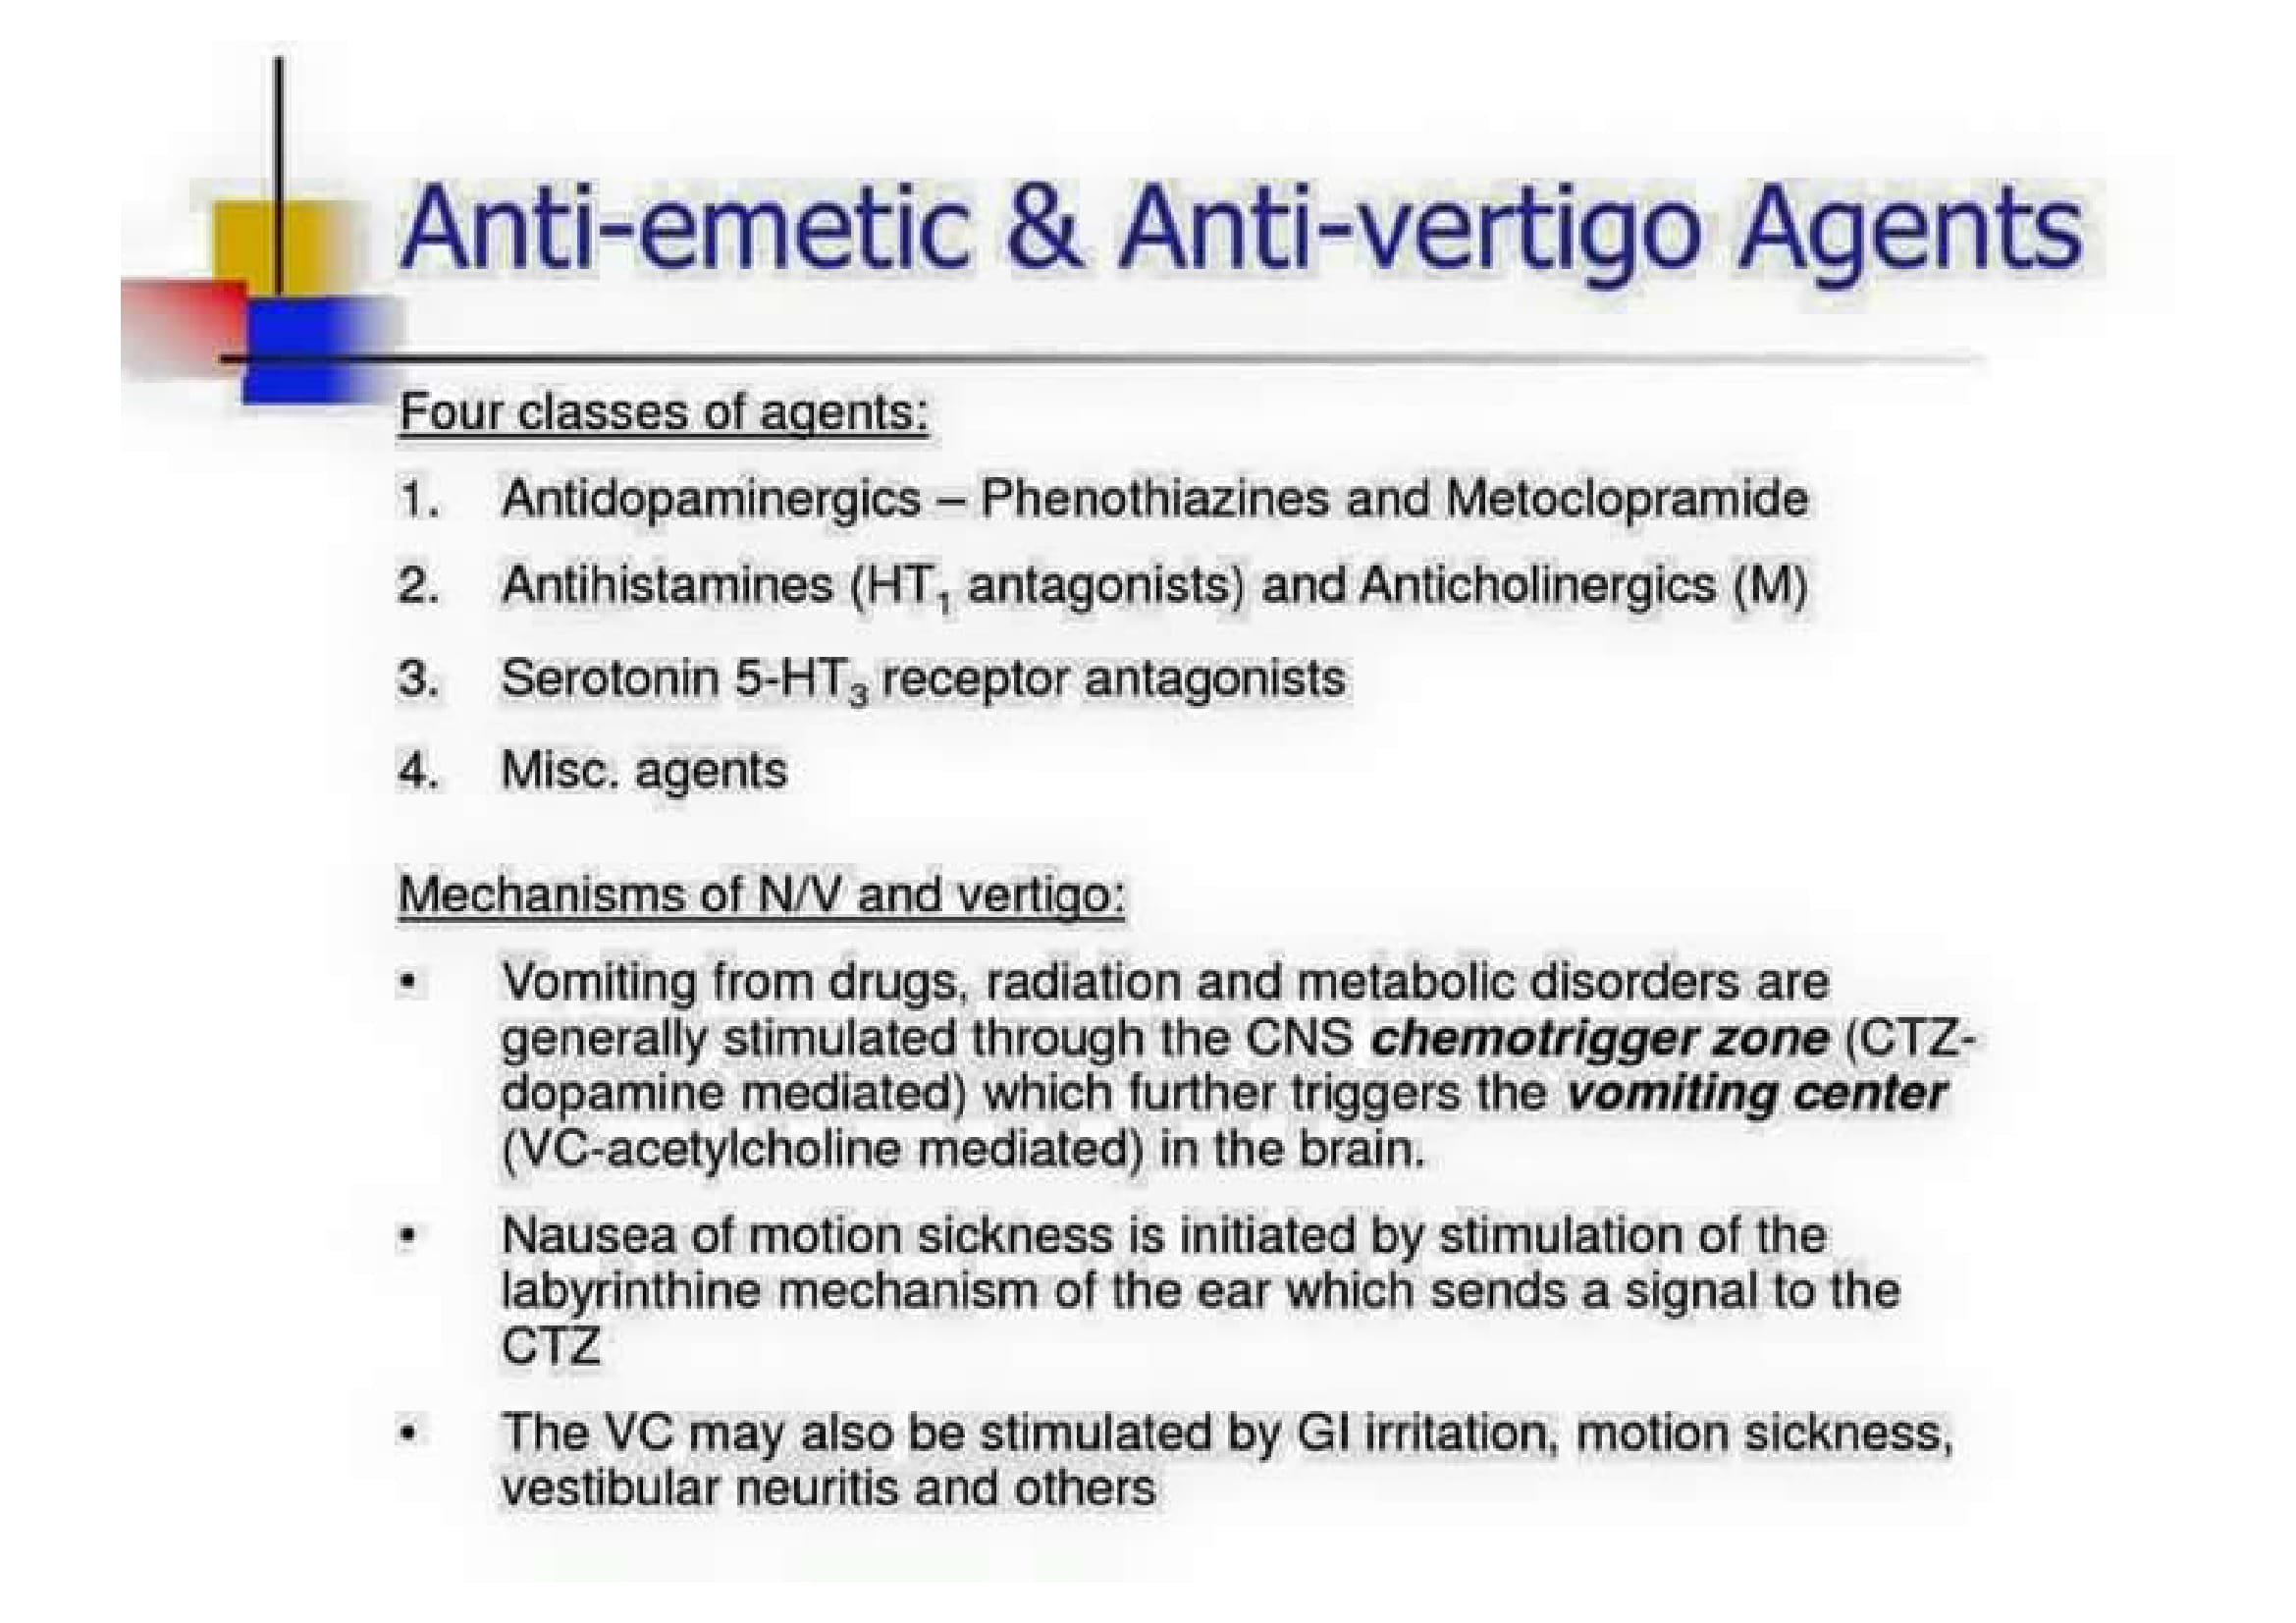 Anti-emetic & Anti-vertigo Agents
Four classes of agents:
1. Antidopaminergics – Phenothiazines and Metoclopramide
2. Antihistamines (HT₁ antagonists) and Anticholinergics (M)
3. Serotonin 5-HT₃ receptor antagonists
4. Misc. agents
Mechanisms of N/V and vertigo:
• Vomiting from drugs, radiation and metabolic disorders are
generally stimulated through the CNS chemotrigger zone (CTZ-
dopamine mediated) which further triggers the vomiting center
(VC-acetylcholine mediated) in the brain.
• Nausea of motion sickness is initiated by stimulation of the
labyrinthine mechanism of the ear which sends a signal to the
CTZ
• The VC may also be stimulated by GI irritation, motion sickness,
vestibular neuritis and others